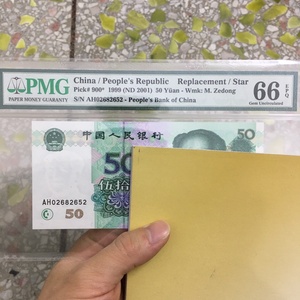 PMG
PAPER MONEY GUARANTY
China / People's Republic Replacement / Star
Pick# 900* 1999 (ND 2001) 50 Yüan - Wmk: M. Zedong
S/N AH02682652 - People's Bank of China
66 EPQ
Gem Uncirculated
中国人民银行
50
50
伍拾
AH02682652
50